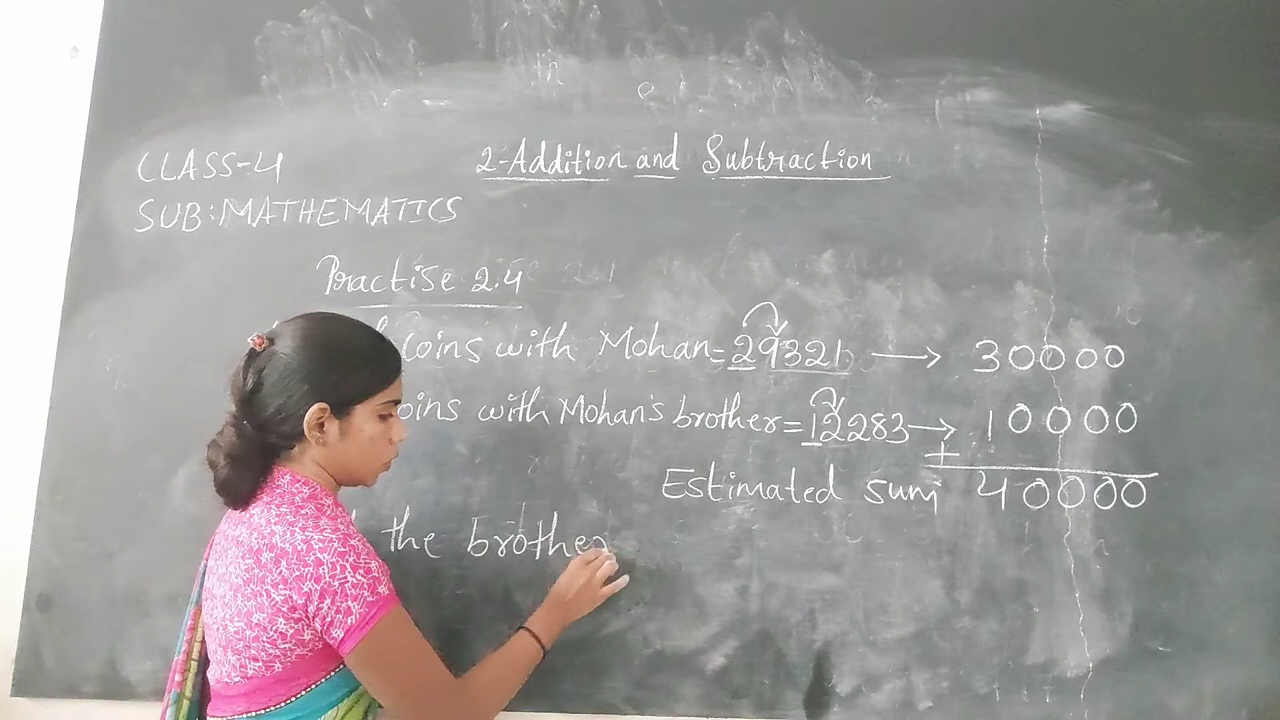 CLASS-4
2-Addition and Subtraction
SUB:MATHEMATICS
Practise 2.4
Coins with Mohan=29321 → 30000
oins with Mohan's brother=12283→ 10000
+
Estimated sum 40000
the brother